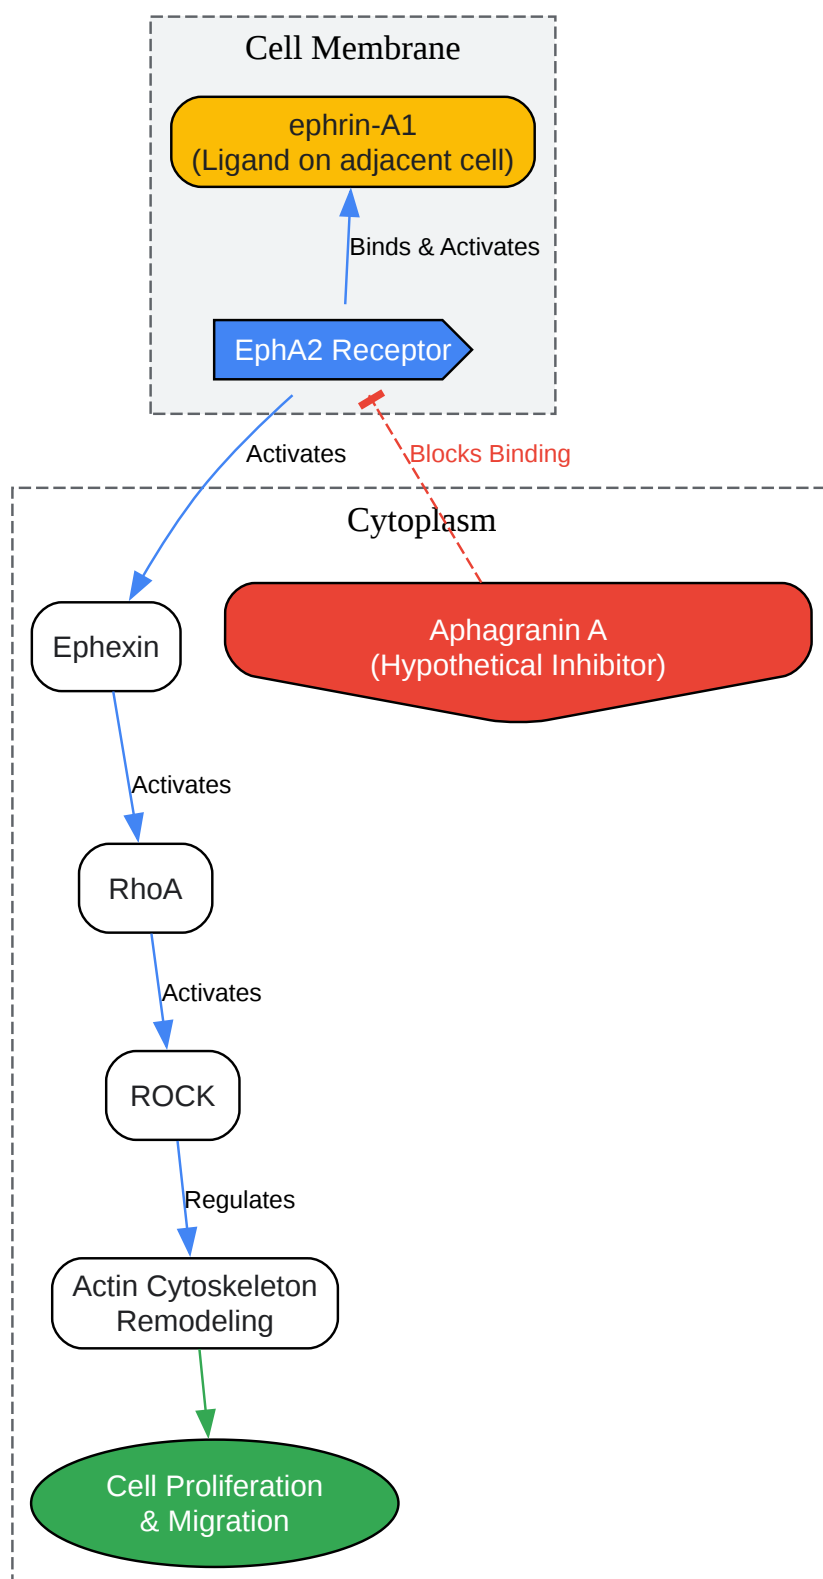 Cell Membrane
ephrin-A1
(Ligand on adjacent cell)
Binds & Activates
EphA2 Receptor
Activates
Blocks Binding
Cytoplasm
Ephexin
Aphagranin A
(Hypothetical Inhibitor)
Activates
RhoA
Activates
ROCK
Regulates
Actin Cytoskeleton
Remodeling
Cell Proliferation
& Migration